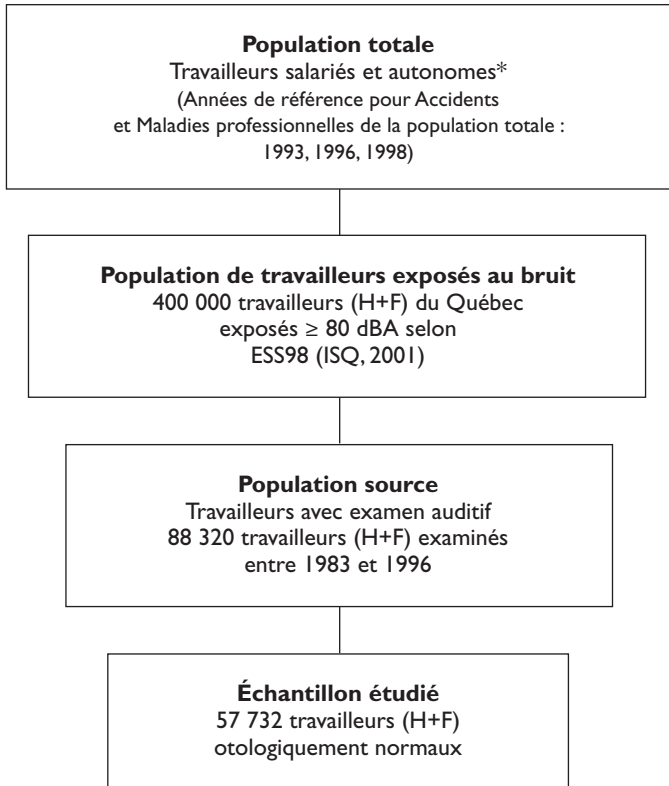 Population totale
Travailleurs salariés et autonomes*
(Années de référence pour Accidents
et Maladies professionnelles de la population totale :
1993, 1996, 1998)
Population de travailleurs exposés au bruit
400 000 travailleurs (H+F) du Québec
exposés ≥ 80 dBA selon
ESS98 (ISQ, 2001)
Population source
Travailleurs avec examen auditif
88 320 travailleurs (H+F) examinés
entre 1983 et 1996
Échantillon étudié
57 732 travailleurs (H+F)
otologiquement normaux